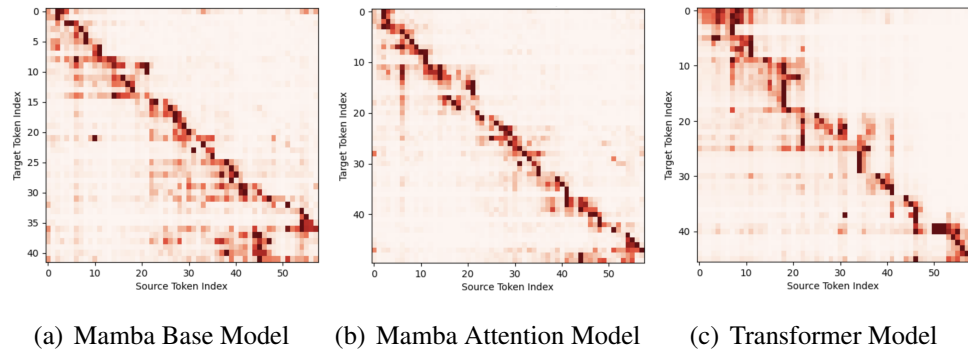 0
5
10
15
20
25
30
35
40
0 10 20 30 40 50
Target Token Index
Source Token Index
(a) Mamba Base Model
0
10
20
30
40
0 10 20 30 40 50
Target Token Index
Source Token Index
(b) Mamba Attention Model
0
10
20
30
40
0 10 20 30 40 50
Target Token Index
Source Token Index
(c) Transformer Model